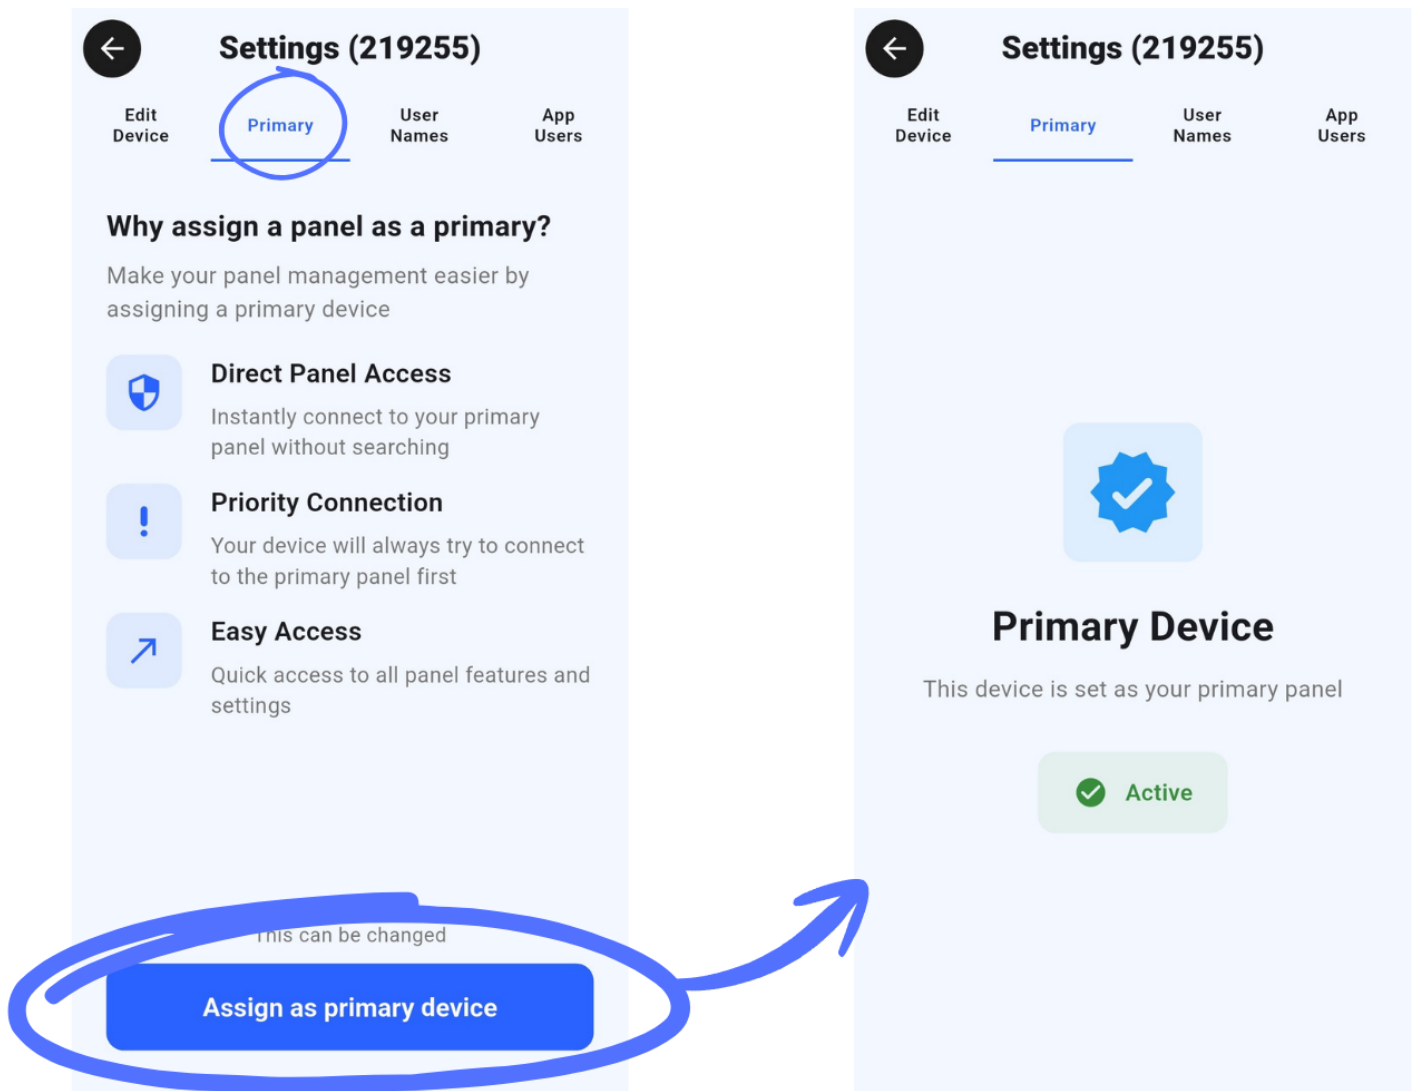 Settings (219255)
Edit
Device
Primary
User
Names
App
Users
Why assign a panel as a primary?
Make your panel management easier by
assigning a primary device
Direct Panel Access
Instantly connect to your primary
panel without searching
Priority Connection
Your device will always try to connect
to the primary panel first
Easy Access
Quick access to all panel features and
settings
This can be changed
Assign as primary device
Settings (219255)
Edit
Device
Primary
User
Names
App
Users
Primary Device
This device is set as your primary panel
Active